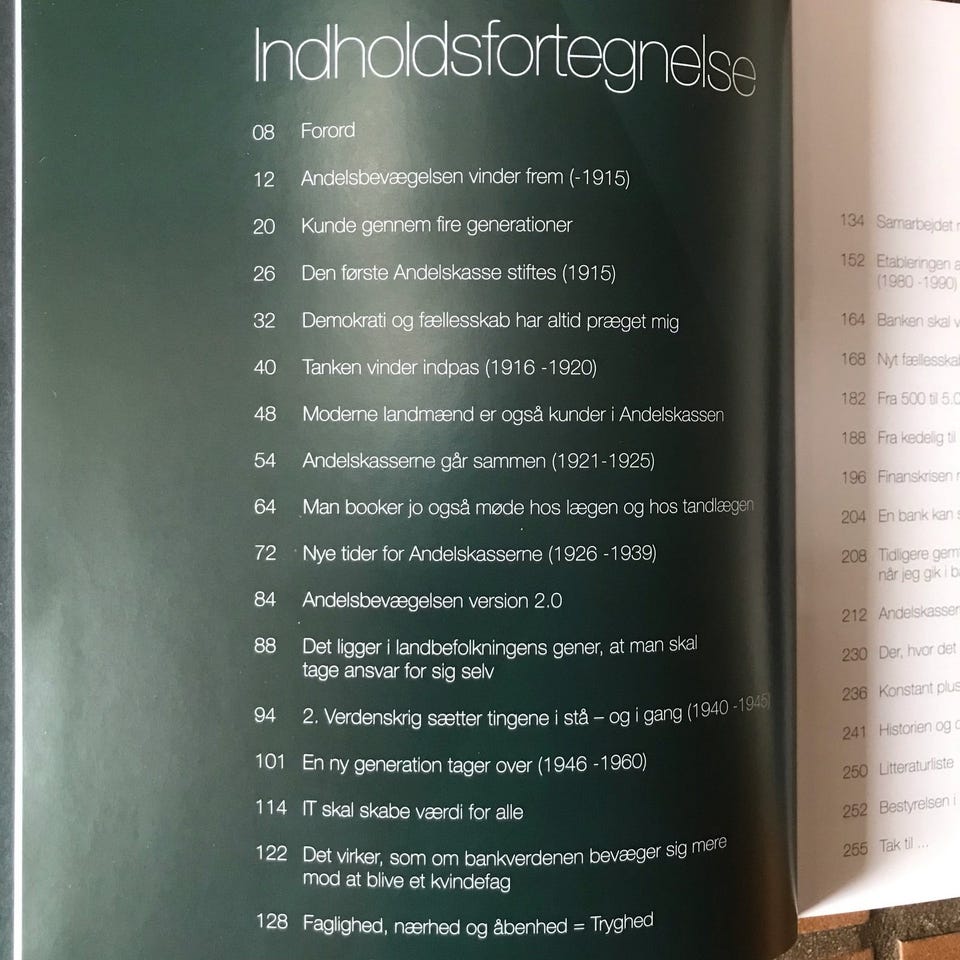 Indholdsfortegnelse
08 Forord
12 Andelsbevægelsen vinder frem (-1915)
20 Kunde gennem fire generationer
26 Den første Andelskasse stiftes (1915)
32 Demokrati og fællesskab har altid præget mig
40 Tanken vinder indpas (1916 -1920)
48 Moderne landmænd er også kunder i Andelskassen
54 Andelskasserne går sammen (1921-1925)
64 Man booker jo også møde hos lægen og hos tandlægen
72 Nye tider for Andelskasserne (1926 -1939)
84 Andelsbevægelsen version 2.0
88 Det ligger i landbefolkningens gener, at man skal
tage ansvar for sig selv
94 2. Verdenskrig sætter tingene i stå – og i gang (1940 -1945)
101 En ny generation tager over (1946 -1960)
114 IT skal skabe værdi for alle
122 Det virker, som om bankverdenen bevæger sig mere
mod at blive et kvindefag
128 Faglighed, nærhed og åbenhed = Tryghed
134 Samarbejdet
152 Etableringen
(1980 -1990)
164 Banken skal
168 Nyt
182 Fra 500 til
188 Fra kedelig til
196 Finanskrisen
204 En bank kan
208 Tidligere
når jeg gik i
212
230 Der, hvor det
236 Konstant
241 Historien og
250 Litteraturliste
252 Bestyrelsen i
255 Tak til ...